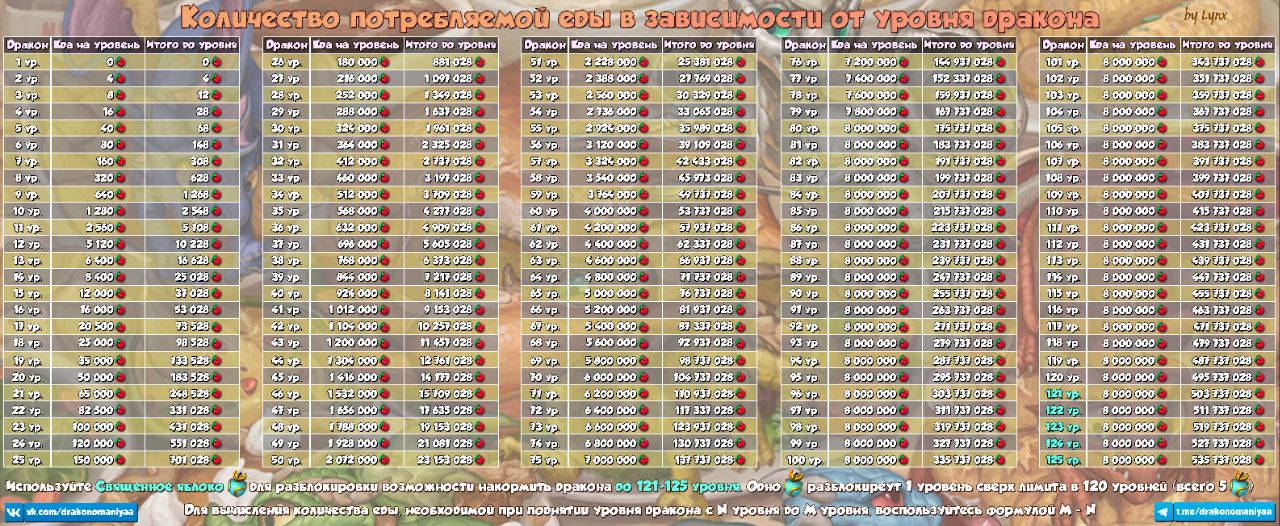 Количество потребляемой еды в зависимости от уровня дракона
by Lynx
Дракон Еда на уровень Итого до уровня
1 ур. 0 0
2 ур. 4 4
3 ур. 8 12
4 ур. 16 28
5 ур. 40 68
6 ур. 80 148
7 ур. 160 308
8 ур. 320 628
9 ур. 640 1 268
10 ур. 1 280 2 548
11 ур. 2 560 5 108
12 ур. 5 120 10 228
13 ур. 6 400 16 628
14 ур. 8 400 25 028
15 ур. 12 000 37 028
16 ур. 16 000 53 028
17 ур. 20 500 73 528
18 ур. 25 000 98 528
19 ур. 35 000 133 528
20 ур. 50 000 183 528
21 ур. 65 000 248 528
22 ур. 82 500 331 028
23 ур. 100 000 431 028
24 ур. 120 000 551 028
25 ур. 150 000 701 028
Дракон Еда на уровень Итого до уровня
26 ур. 180 000 881 028
27 ур. 216 000 1 097 028
28 ур. 252 000 1 349 028
29 ур. 288 000 1 637 028
30 ур. 324 000 1 961 028
31 ур. 364 000 2 325 028
32 ур. 412 000 2 737 028
33 ур. 460 000 3 197 028
34 ур. 512 000 3 709 028
35 ур. 568 000 4 277 028
36 ур. 632 000 4 909 028
37 ур. 696 000 5 605 028
38 ур. 768 000 6 373 028
39 ур. 844 000 7 217 028
40 ур. 924 000 8 141 028
41 ур. 1 012 000 9 153 028
42 ур. 1 104 000 10 257 028
43 ур. 1 200 000 11 457 028
44 ур. 1 304 000 12 761 028
45 ур. 1 416 000 14 177 028
46 ур. 1 532 000 15 709 028
47 ур. 1 656 000 17 635 028
48 ур. 1 788 000 19 153 028
49 ур. 1 928 000 21 081 028
50 ур. 2 072 000 23 153 028
Дракон Еда на уровень Итого до уровня
51 ур. 2 228 000 25 381 028
52 ур. 2 388 000 27 769 028
53 ур. 2 560 000 30 329 028
54 ур. 2 736 000 33 065 028
55 ур. 2 924 000 35 989 028
56 ур. 3 120 000 39 109 028
57 ур. 3 324 000 42 433 028
58 ур. 3 540 000 45 973 028
59 ур. 3 764 000 49 737 028
60 ур. 4 000 000 53 737 028
61 ур. 4 200 000 57 937 028
62 ур. 4 400 000 62 337 028
63 ур. 4 600 000 66 937 028
64 ур. 4 800 000 71 737 028
65 ур. 5 000 000 76 737 028
66 ур. 5 200 000 81 937 028
67 ур. 5 400 000 87 337 028
68 ур. 5 600 000 92 937 028
69 ур. 5 800 000 98 737 028
70 ур. 6 000 000 104 737 028
71 ур. 6 200 000 110 937 028
72 ур. 6 400 000 117 337 028
73 ур. 6 600 000 123 937 028
74 ур. 6 800 000 130 737 028
75 ур. 7 000 000 137 737 028
Дракон Еда на уровень Итого до уровня
76 ур. 7 200 000 144 937 028
77 ур. 7 400 000 152 337 028
78 ур. 7 600 000 159 937 028
79 ур. 7 800 000 167 737 028
80 ур. 8 000 000 175 737 028
81 ур. 8 000 000 183 737 028
82 ур. 8 000 000 191 737 028
83 ур. 8 000 000 199 737 028
84 ур. 8 000 000 207 737 028
85 ур. 8 000 000 215 737 028
86 ур. 8 000 000 223 737 028
87 ур. 8 000 000 231 737 028
88 ур. 8 000 000 239 737 028
89 ур. 8 000 000 247 737 028
90 ур. 8 000 000 255 737 028
91 ур. 8 000 000 263 737 028
92 ур. 8 000 000 271 737 028
93 ур. 8 000 000 279 737 028
94 ур. 8 000 000 287 737 028
95 ур. 8 000 000 295 737 028
96 ур. 8 000 000 303 737 028
97 ур. 8 000 000 311 737 028
98 ур. 8 000 000 319 737 028
99 ур. 8 000 000 327 737 028
100 ур. 8 000 000 335 737 028
Дракон Еда на уровень Итого до уровня
101 ур. 8 000 000 343 737 028
102 ур. 8 000 000 351 737 028
103 ур. 8 000 000 359 737 028
104 ур. 8 000 000 367 737 028
105 ур. 8 000 000 375 737 028
106 ур. 8 000 000 383 737 028
107 ур. 8 000 000 391 737 028
108 ур. 8 000 000 399 737 028
109 ур. 8 000 000 407 737 028
110 ур. 8 000 000 415 737 028
111 ур. 8 000 000 423 737 028
112 ур. 8 000 000 431 737 028
113 ур. 8 000 000 439 737 028
114 ур. 8 000 000 447 737 028
115 ур. 8 000 000 455 737 028
116 ур. 8 000 000 463 737 028
117 ур. 8 000 000 471 737 028
118 ур. 8 000 000 479 737 028
119 ур. 8 000 000 487 737 028
120 ур. 8 000 000 495 737 028
121 ур. 8 000 000 503 737 028
122 ур. 8 000 000 511 737 028
123 ур. 8 000 000 519 737 028
124 ур. 8 000 000 527 737 028
125 ур. 8 000 000 535 737 028
Используйте Священное яблоко для разблокировки возможности накормить дракона до 121-125 уровня. Одно разблокирует 1 уровень сверх лимита в 120 уровней (всего 5 )
Для вычисления количества еды, необходимой при поднятии уровня дракона с N уровня до M уровня, воспользуйтесь формулой M - N
vk.com/drakonomaniyaa
t.me/drakonomaniyaa